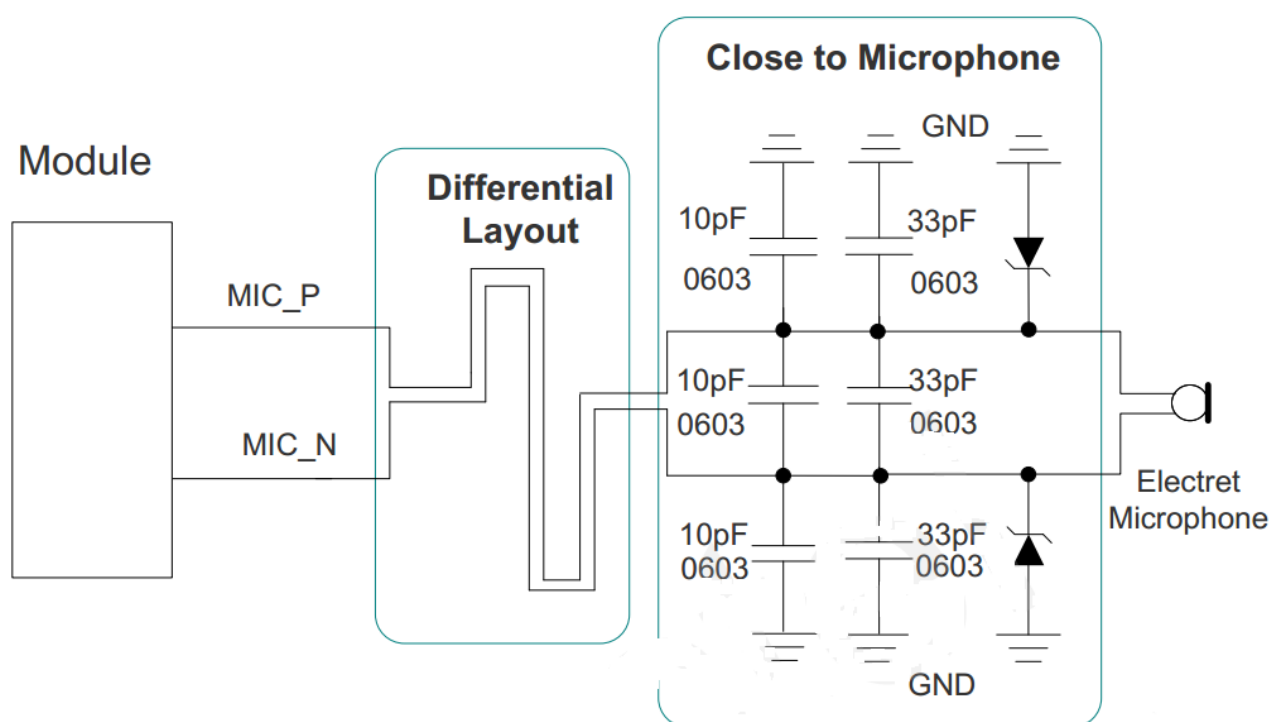 Close to Microphone
GND
Module
Differential
Layout
10pF
0603
33pF
0603
MIC_P
10pF
0603
33pF
0603
MIC_N
Electret
Microphone
10pF
0603
33pF
0603
GND